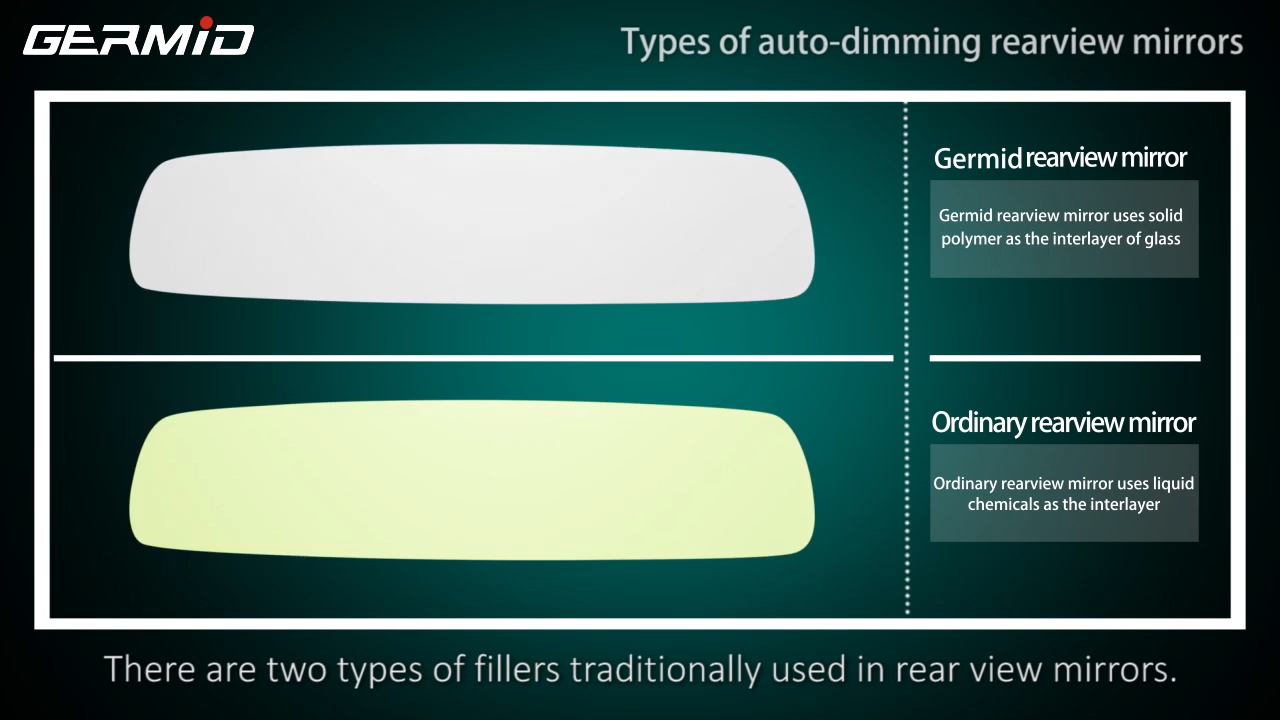 GERMID
Types of auto-dimming rearview mirrors
Germid rearview mirror
Germid rearview mirror uses solid
polymer as the interlayer of glass
Ordinary rearview mirror
Ordinary rearview mirror uses liquid
chemicals as the interlayer
There are two types of fillers traditionally used in rear view mirrors.